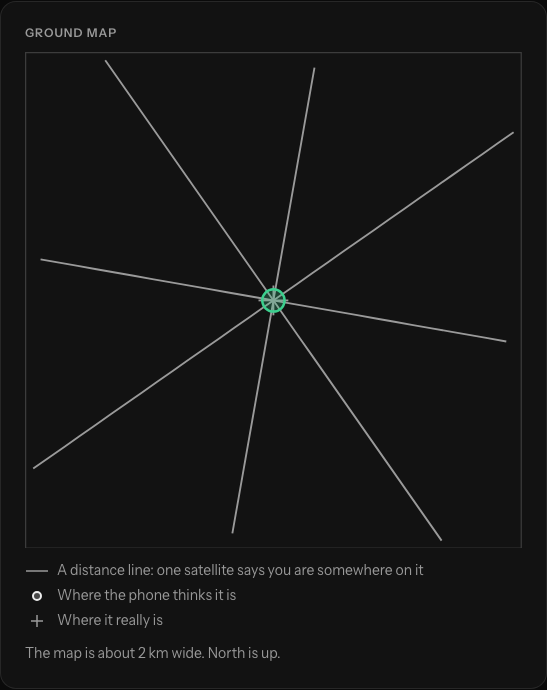 GROUND MAP
A distance line: one satellite says you are somewhere on it
Where the phone thinks it is
Where it really is
The map is about 2 km wide. North is up.